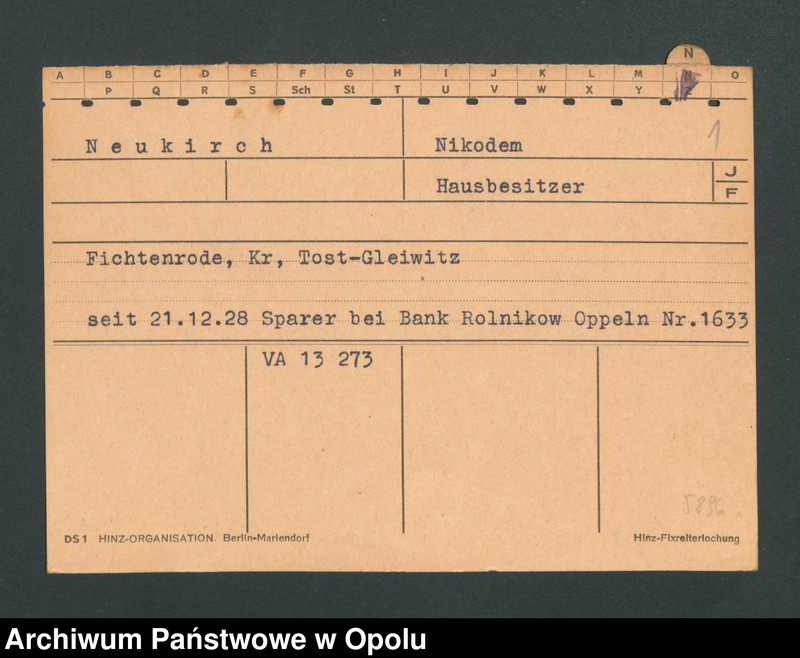 N
A B C D E F G H I J K L M N O
P Q R S Sch St T U V W X Y
1
Neukirch Nikodem
Hausbesitzer J
F
Fichtenrode, Kr, Tost-Gleiwitz
seit 21.12.28 Sparer bei Bank Rolnikow Oppeln Nr.1633
VA 13 273
5896
DS1 HINZ-ORGANISATION. Berlin-Mariendorf Hinz-Fixreiterlochung
Archiwum Państwowe w Opolu